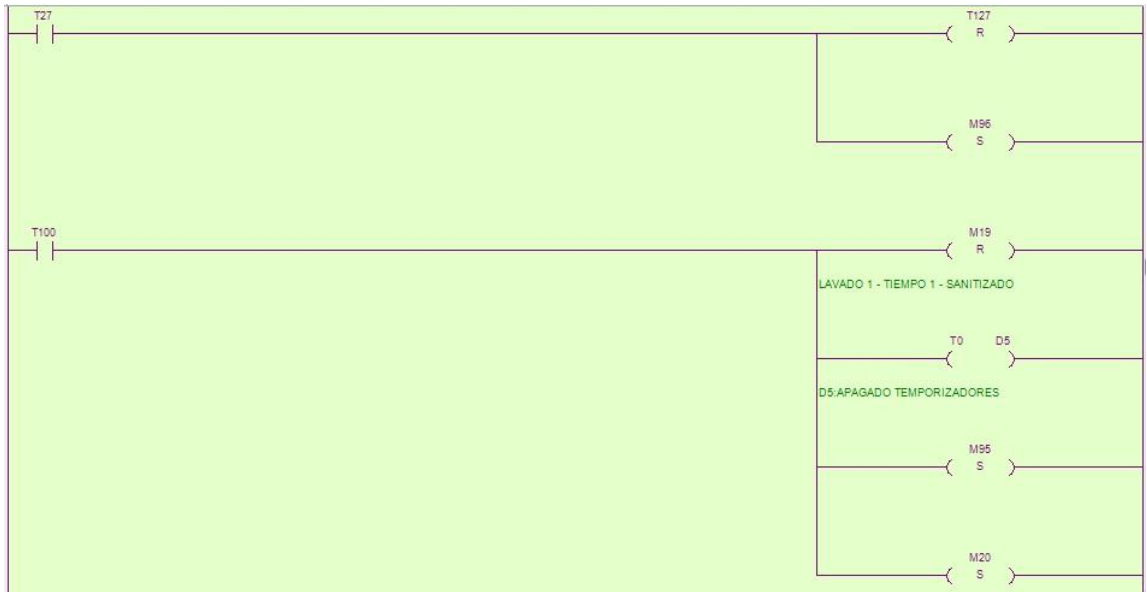 T27
T127
R
M96
S
T100
M19
R
LAVADO 1 - TIEMPO 1 - SANITIZADO
T0 D5
D5:APAGADO TEMPORIZADORES
M95
S
M20
S